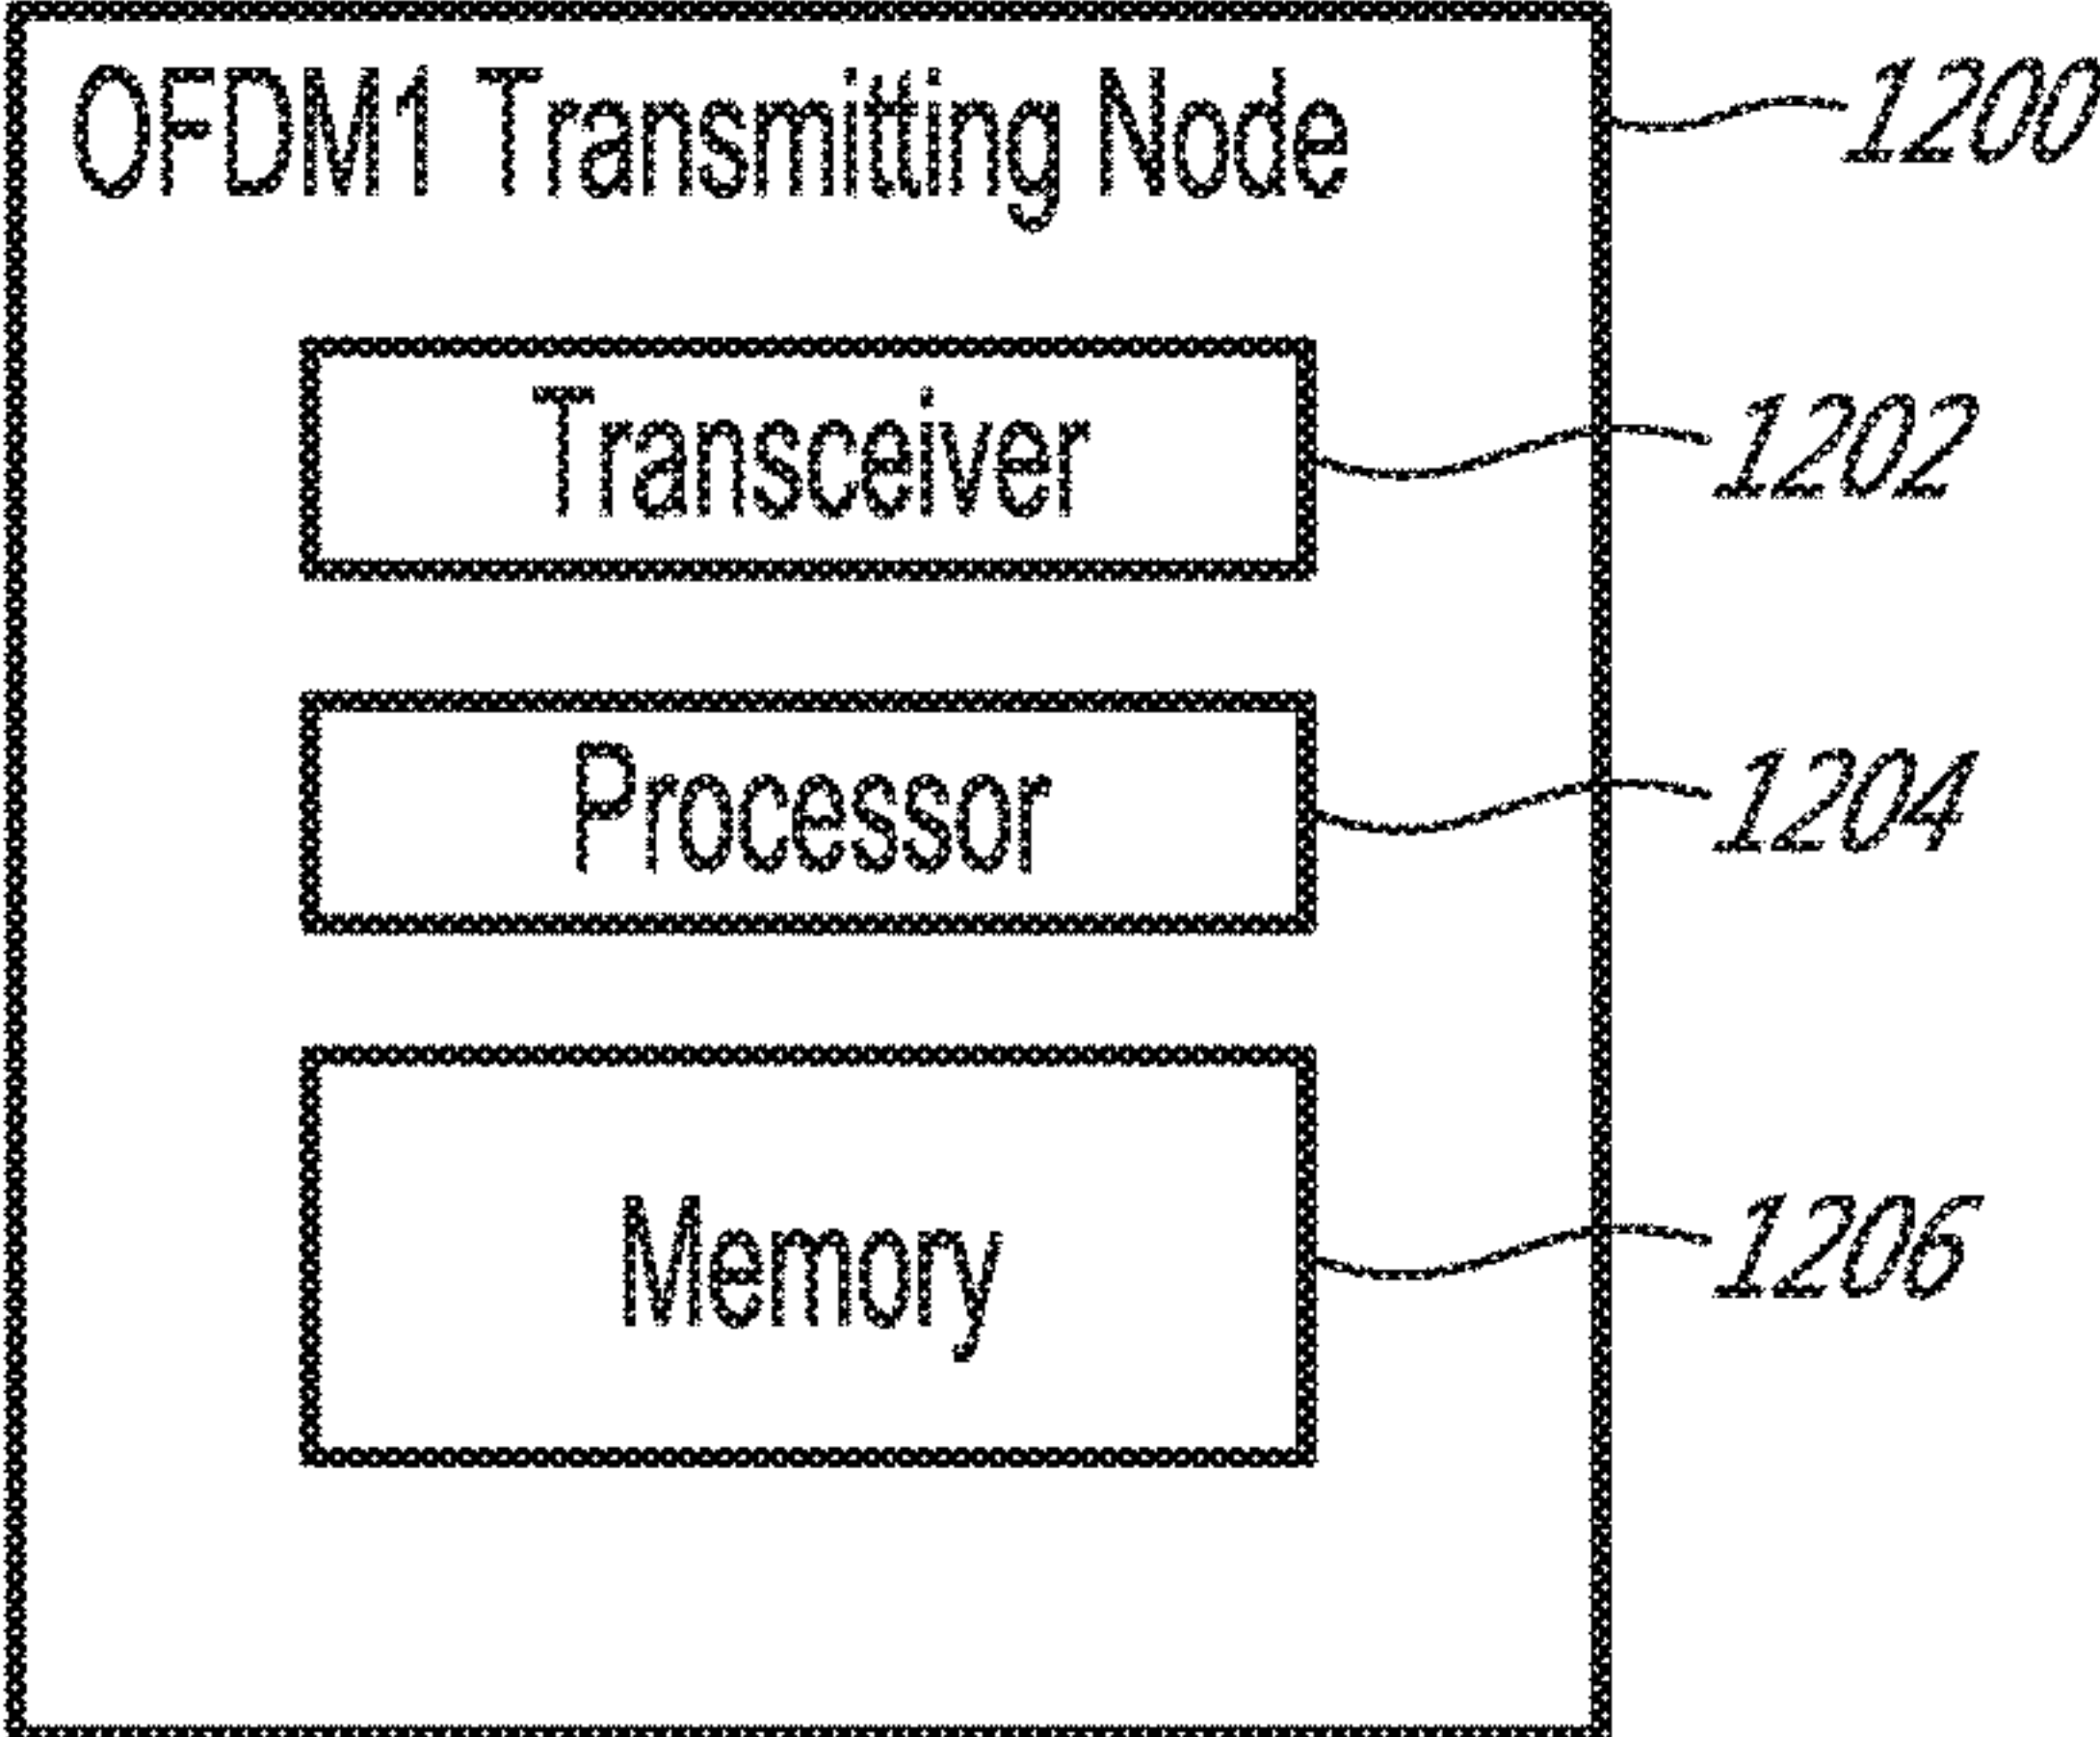 OFDM1 Transmitting Node
1200
Transceiver
1202
Processor
1204
Memory
1206